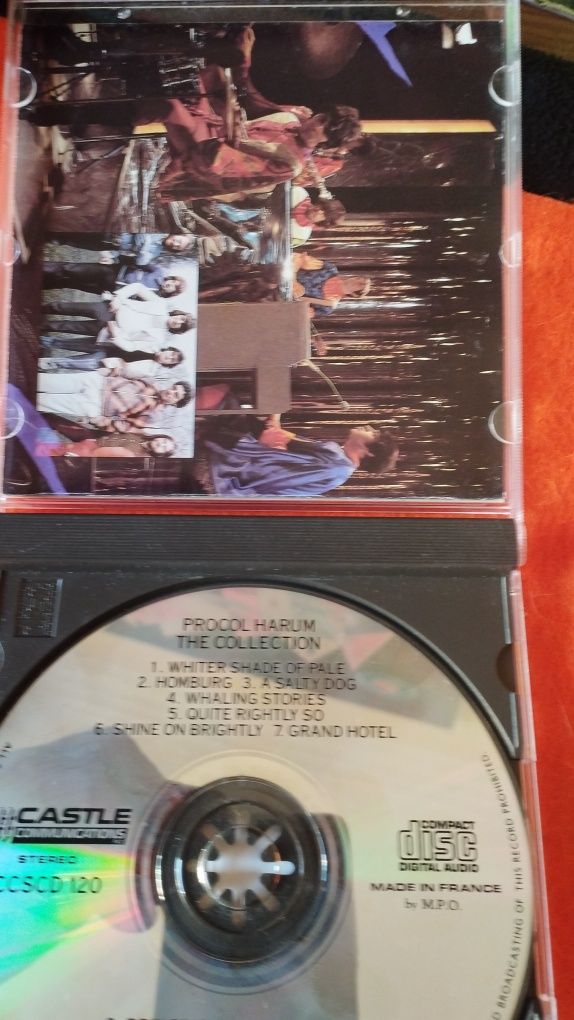 PROCOL HARUM
THE COLLECTION
1. WHITER SHADE OF PALE
2. HOMBURG 3. A SALTY DOG
4. WHALING STORIES
5. QUITE RIGHTLY SO
6. SHINE ON BRIGHTLY 7. GRAND HOTEL
CASTLE
COMMUNICATIONS
STEREO
CCSCD 120
COMPACT
disc
DIGITAL AUDIO
MADE IN FRANCE
by M.P.O.
BROADCASTING OF THIS RECORD PROHIBITED